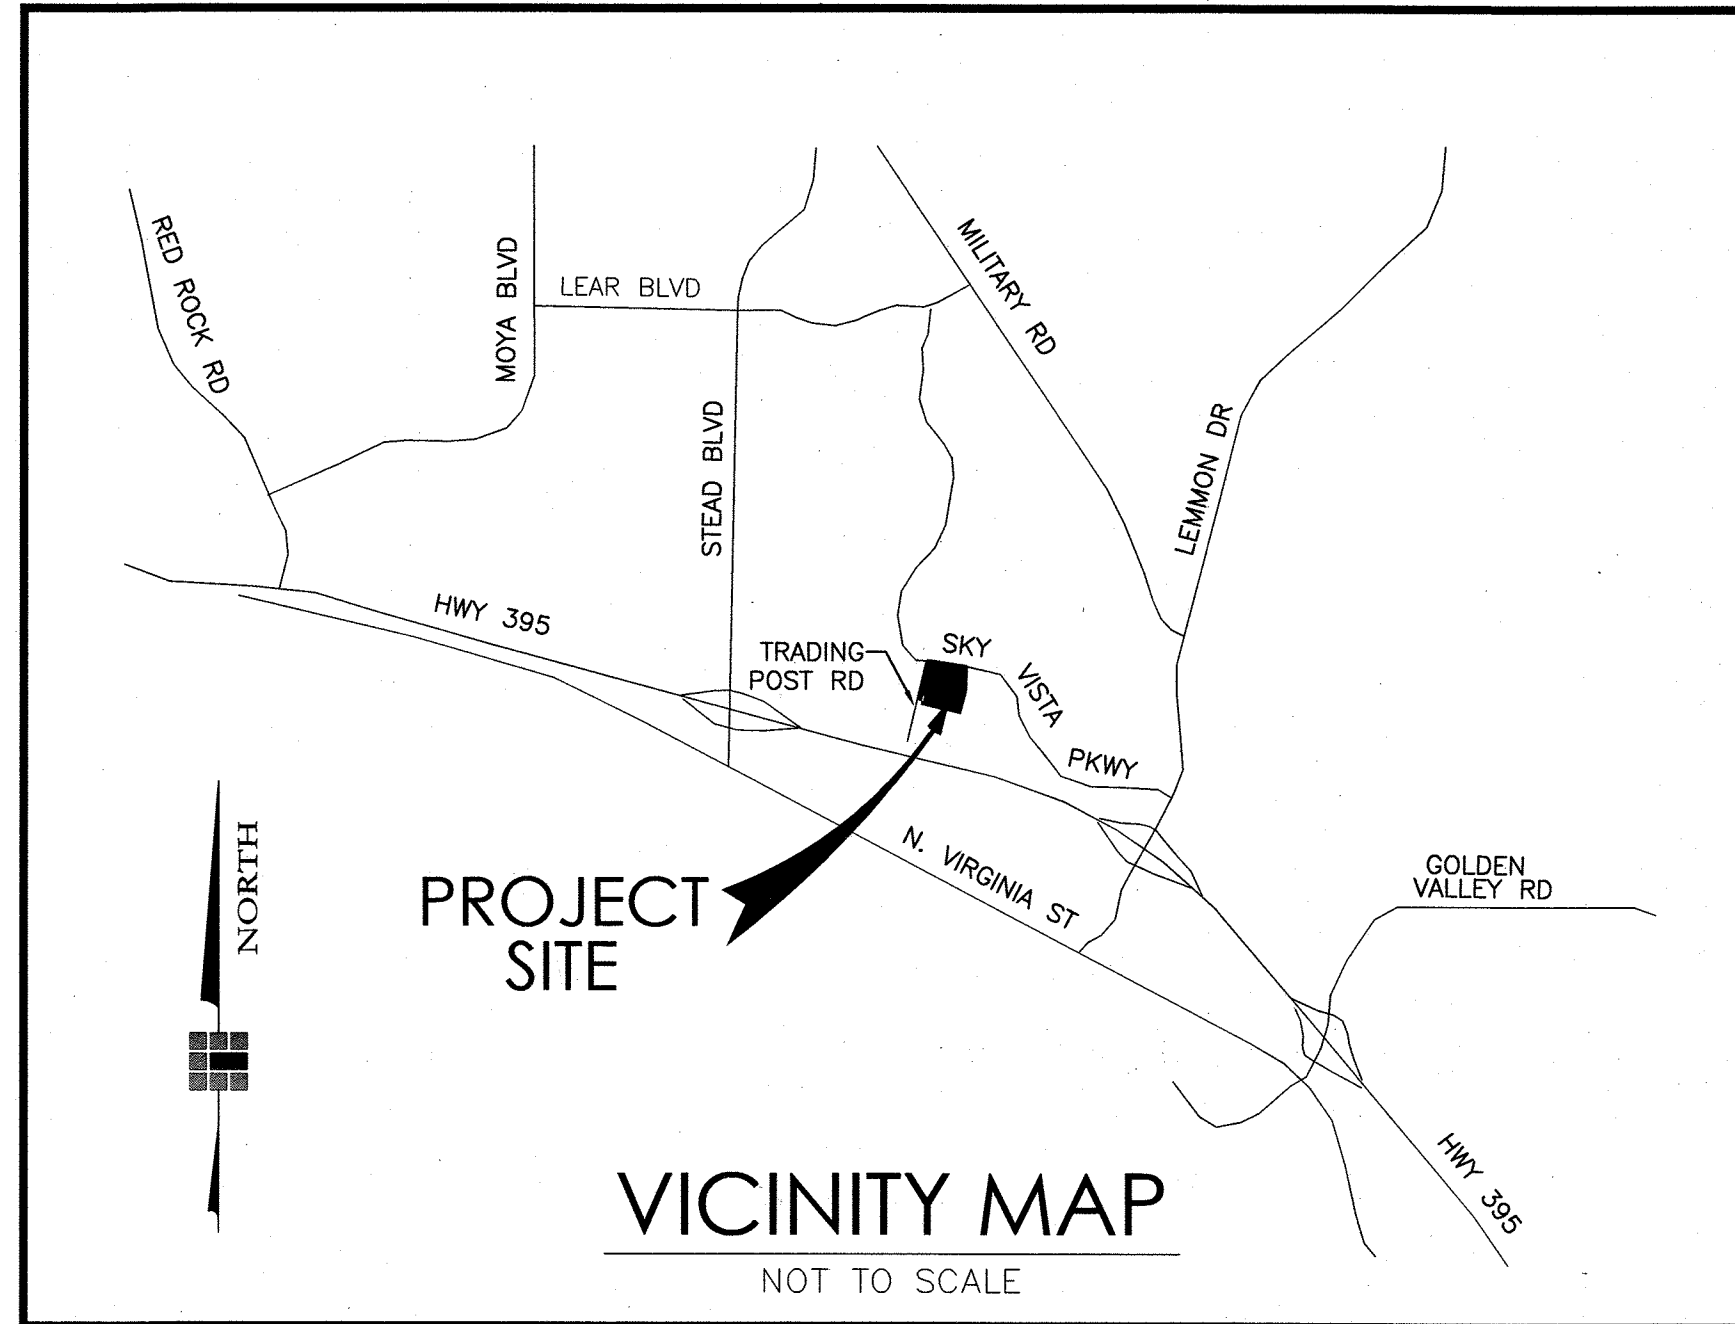 RED ROCK RD
MOYA BLVD
LEAR BLVD
MILITARY RD
STEAD BLVD
LEMMON DR
HWY 395
TRADING
POST RD
SKY
VISTA
PKWY
N. VIRGINIA ST
GOLDEN
VALLEY RD
PROJECT
SITE
NORTH
HWY 395
VICINITY MAP
NOT TO SCALE